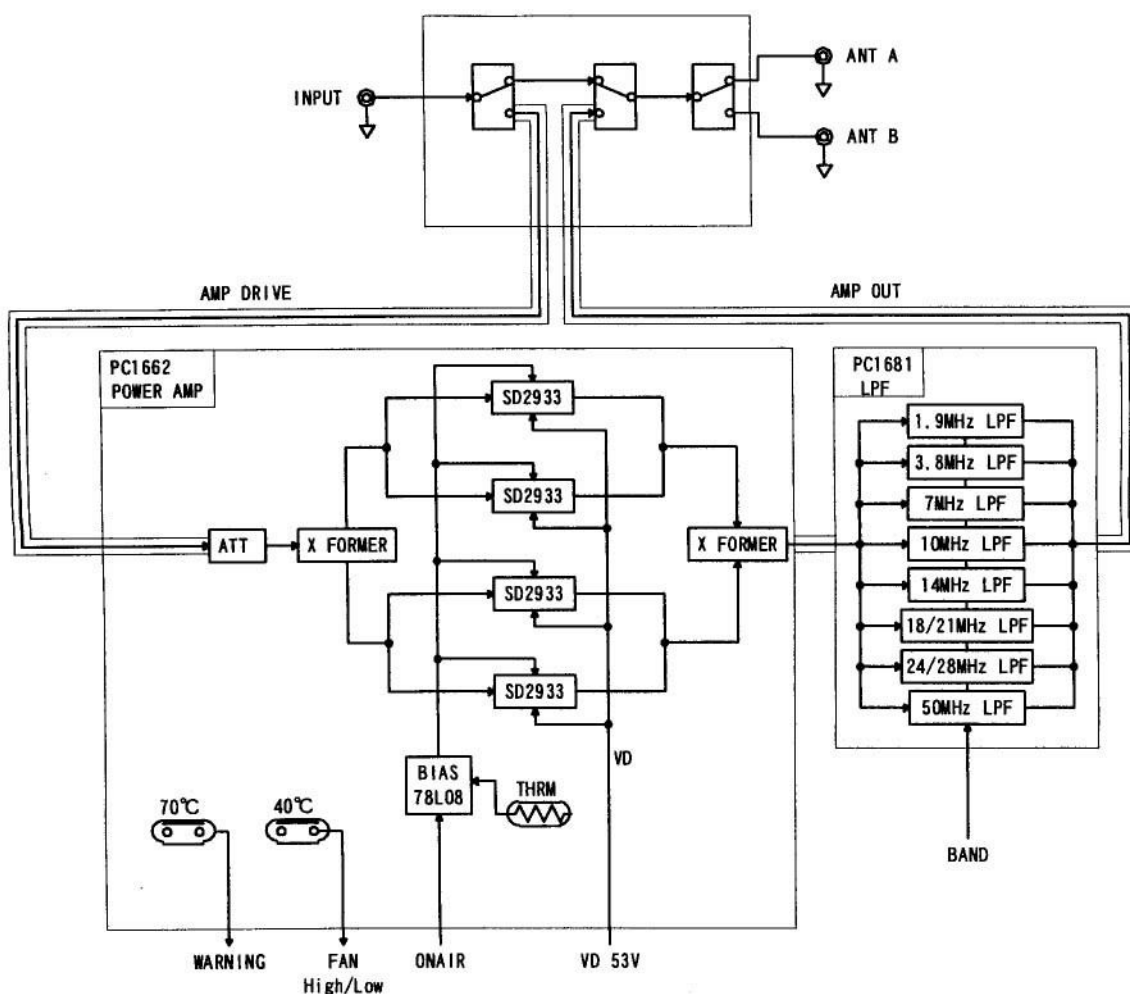 INPUT
ANT A
ANT B
AMP DRIVE
AMP OUT
PC1662
POWER AMP
PC1681
LPF
SD2933
SD2933
SD2933
SD2933
ATT
X FORMER
X FORMER
1.9MHz LPF
3.8MHz LPF
7MHz LPF
10MHz LPF
14MHz LPF
18/21MHz LPF
24/28MHz LPF
50MHz LPF
BIAS
78L08
THRM
VD
70℃
40℃
BAND
WARNING
FAN
High/Low
ONAIR
VD 53V